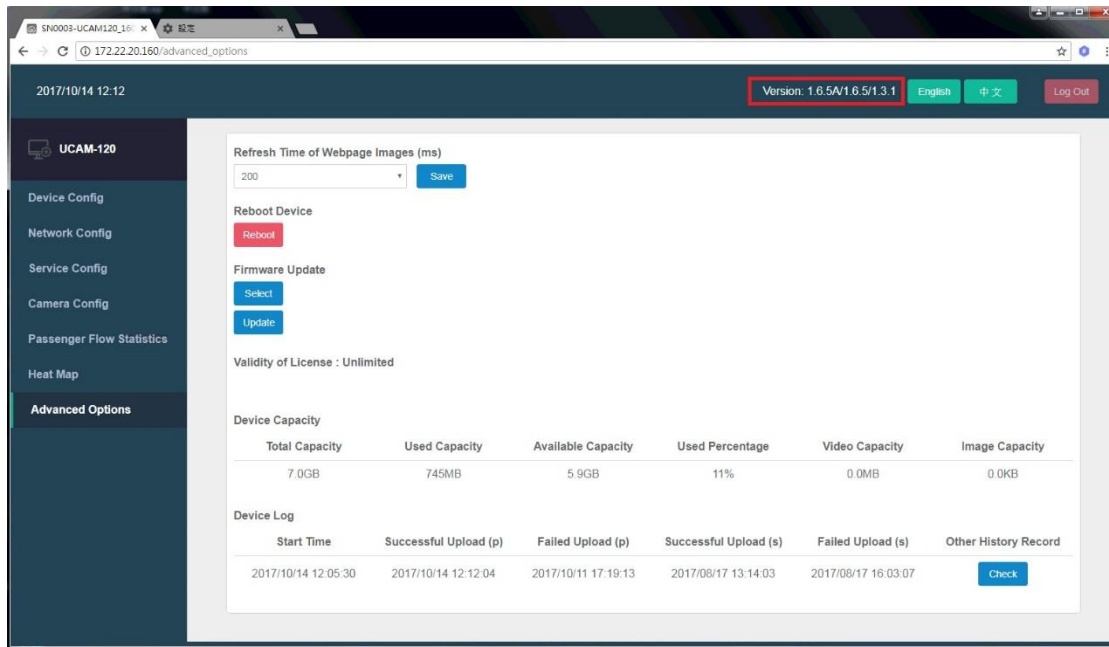 SN0003-UCAM120_16
設定
172.22.20.160/advanced_options
2017/10/14 12:12
Version: 1.6.5A/1.6.5/1.3.1
English
中文
Log Out
UCAM-120
Device Config
Network Config
Service Config
Camera Config
Passenger Flow Statistics
Heat Map
Advanced Options
Refresh Time of Webpage Images (ms)
200
Save
Reboot Device
Reboot
Firmware Update
Select
Update
Validity of License : Unlimited
Device Capacity
Total Capacity Used Capacity Available Capacity Used Percentage Video Capacity Image Capacity
7.0GB 745MB 5.9GB 11% 0.0MB 0.0KB
Device Log
Start Time Successful Upload (p) Failed Upload (p) Successful Upload (s) Failed Upload (s) Other History Record
2017/10/14 12:05:30 2017/10/14 12:12:04 2017/10/11 17:19:13 2017/08/17 13:14:03 2017/08/17 16:03:07 Check